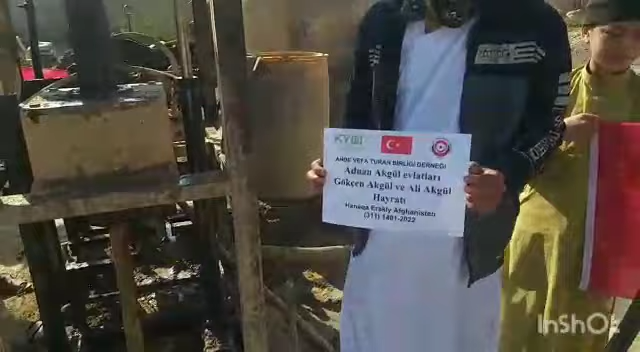 KYBI
AHDE VEFA TURAN BİRLİĞİ DERNEĞİ
Adnan Akgül evlatları
Gökçen Akgül ve Ali Akgül
Hayratı
Hanaqa Erakly Afghanistan
(311) 1401-2022
InShOt